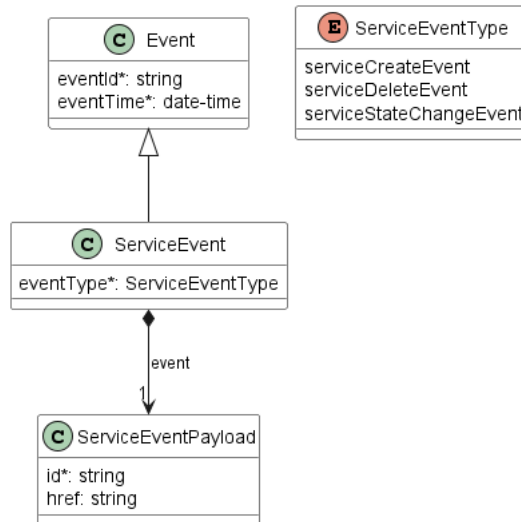 C Event
eventId*: string
eventTime*: date-time
E ServiceEventType
serviceCreateEvent
serviceDeleteEvent
serviceStateChangeEvent
C ServiceEvent
eventType*: ServiceEventType
event
1
C ServiceEventPayload
id*: string
href: string